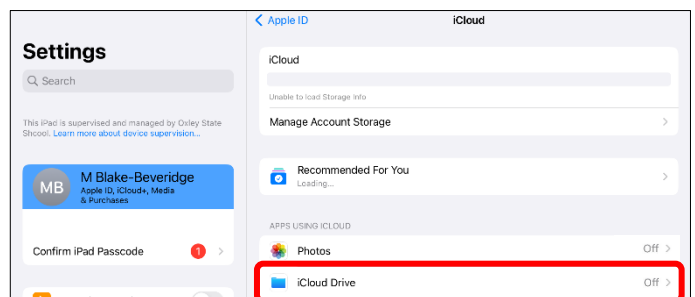 Settings
Search
This iPad is supervised and managed by Oxley State
Shcool. Learn more about device supervision...
MB
M Blake-Beveridge
Apple ID, iCloud+, Media
& Purchases
Confirm iPad Passcode 1
Apple ID
iCloud
iCloud
Unable to load Storage Info
Manage Account Storage
Recommended For You
Loading...
APPS USING ICLOUD
Photos Off
iCloud Drive Off